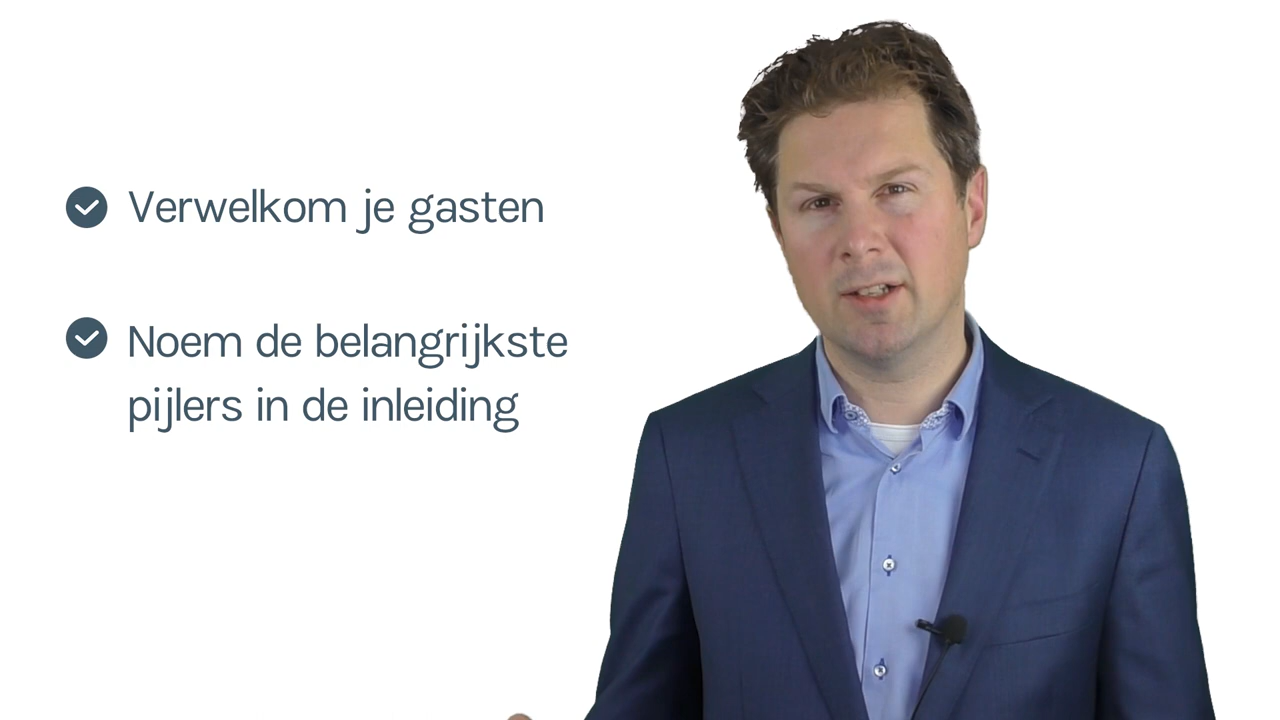 Verwelkom je gasten
Noem de belangrijkste
pijlers in de inleiding